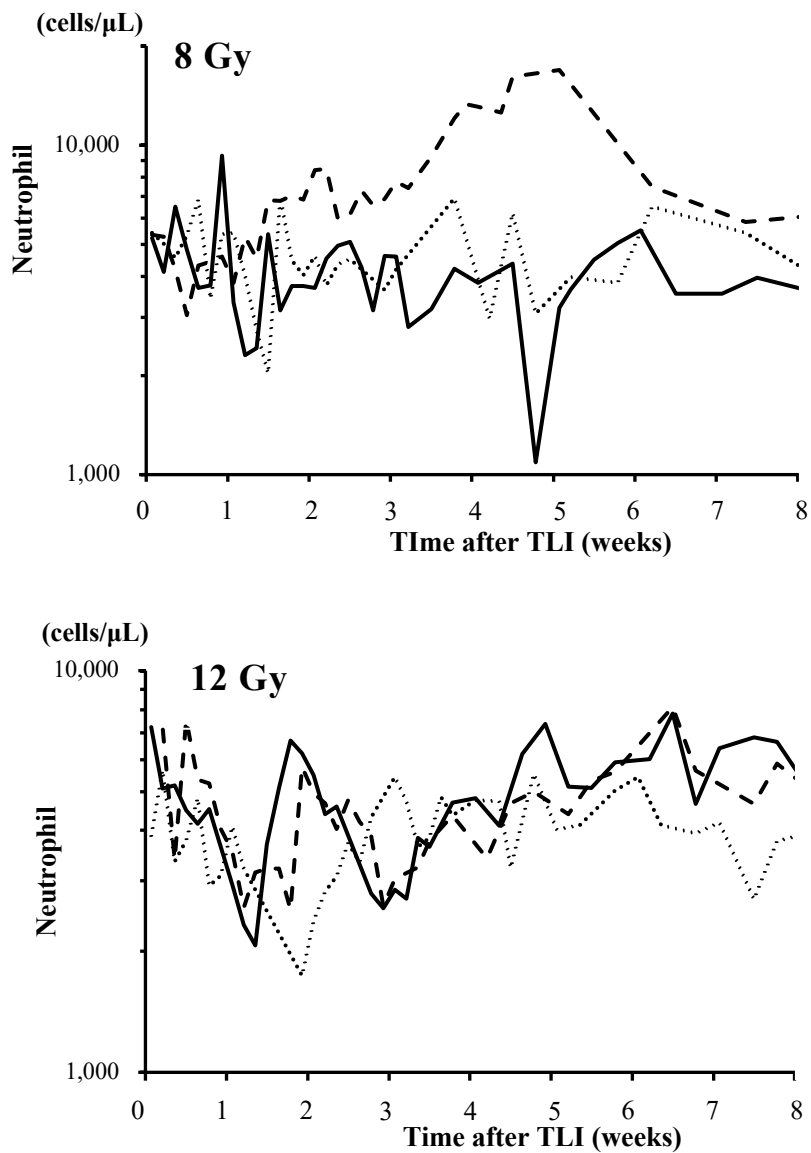 (cells/µL)
8 Gy
10,000
1,000
Neutrophil
0 1 2 3 4 5 6 7 8
TIme after TLI (weeks)
(cells/µL)
10,000
12 Gy
1,000
Neutrophil
0 1 2 3 4 5 6 7 8
Time after TLI (weeks)